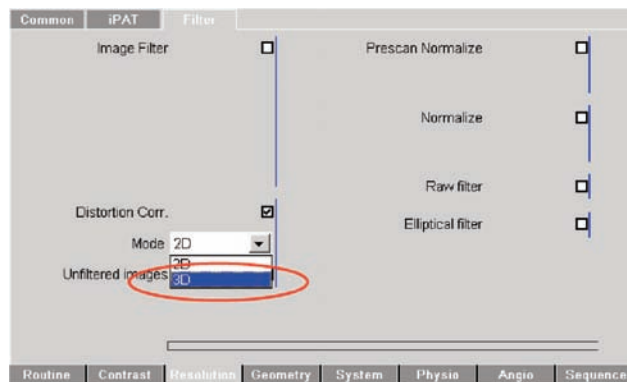 Common iPAT Filter
Image Filter
Prescan Normalize
Normalize
Raw filter
Distortion Corr.
Elliptical filter
Mode 2D
2D
Unfiltered images
3D
Routine Contrast Resolution Geometry System Physio Angio Sequence